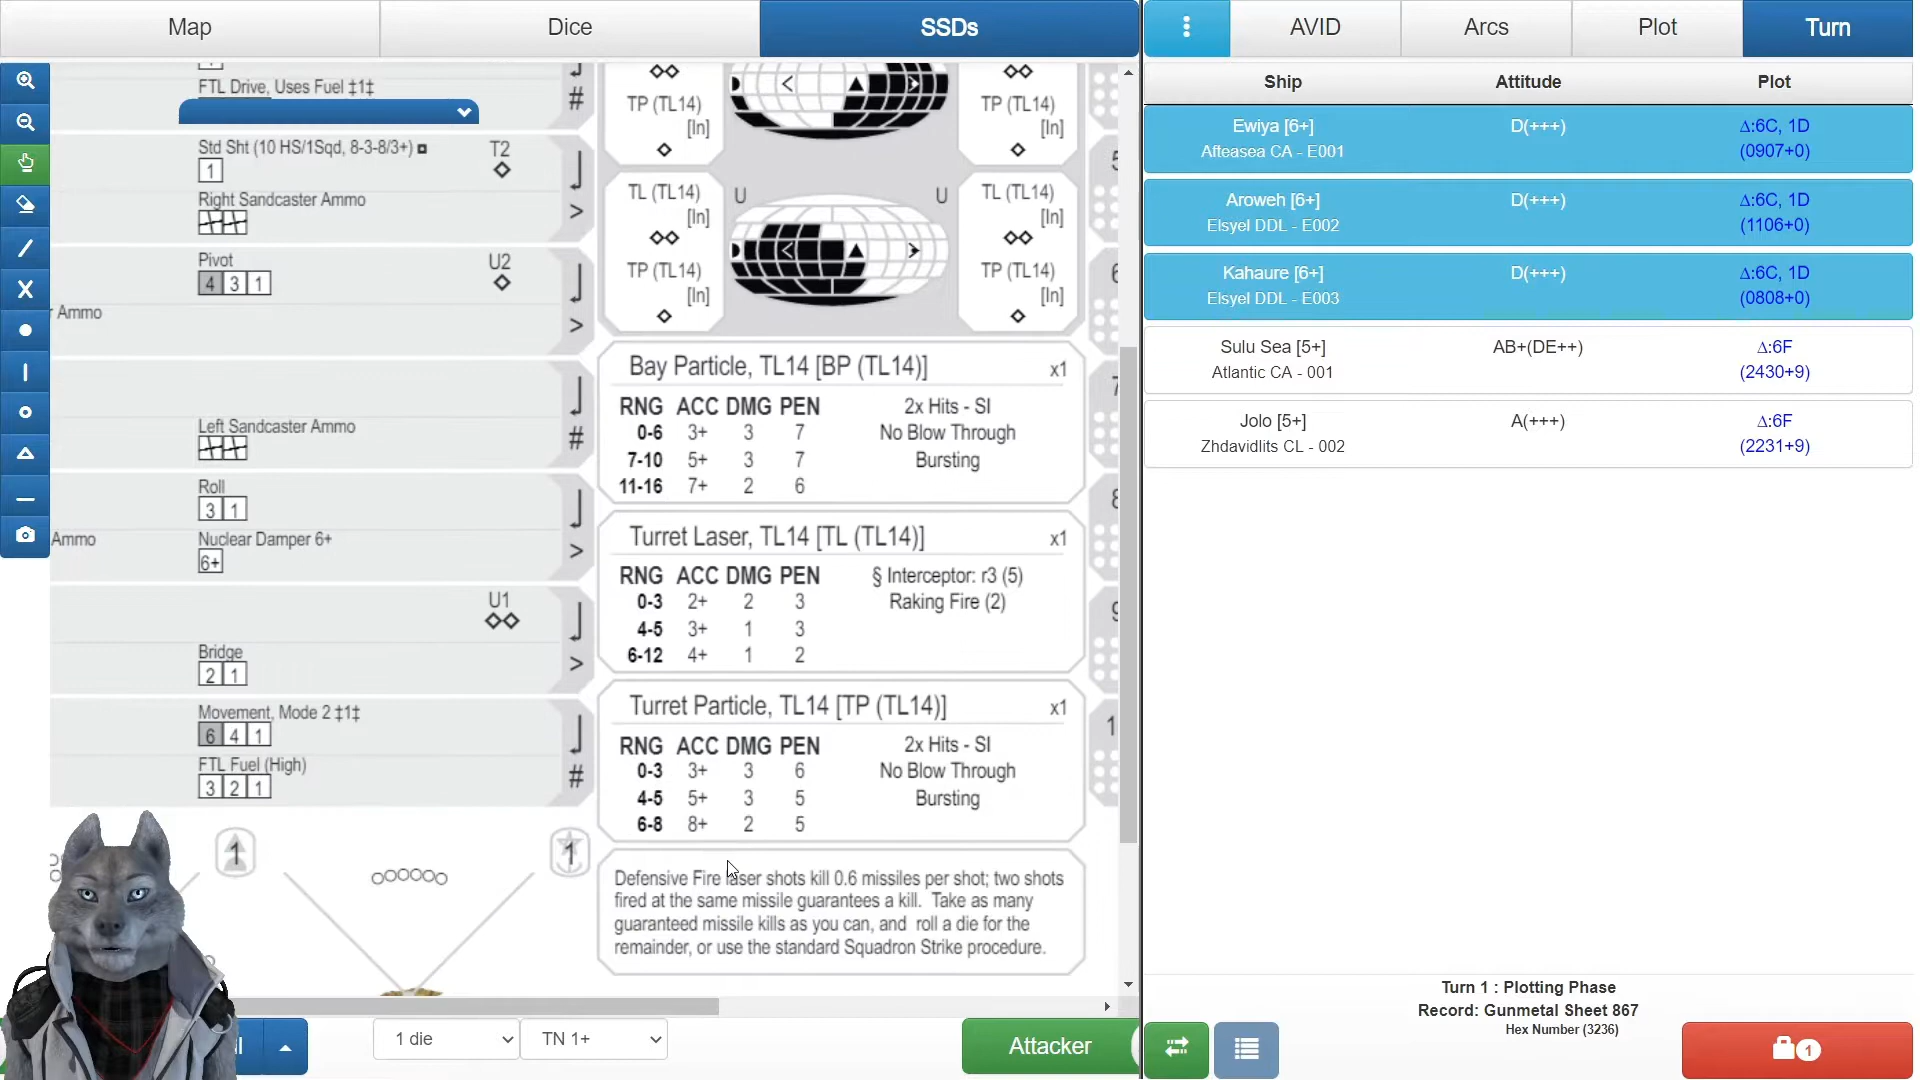 Map
Dice
SSDs
AVID
Arcs
Plot
Turn
FTL Drive, Uses Fuel ‡1‡
#
Std Sht (10 HS/1Sqd, 8-3-8/3+)
T2
1
Right Sandcaster Ammo
>
Pivot
U2
4 3 1
Ammo
>
Left Sandcaster Ammo
#
Roll
3 1
Ammo
Nuclear Damper 6+
6+
>
U1
Bridge
2 1
>
Movement, Mode 2 ‡1‡
6 4 1
FTL Fuel (High)
3 2 1
#
1
1
TP (TL14)
[In]
< >
TP (TL14)
[In]
TL (TL14)
[In]
U
U
TL (TL14)
[In]
< >
TP (TL14)
[In]
TP (TL14)
[In]
Bay Particle, TL14 [BP (TL14)]
x1
RNG ACC DMG PEN
2x Hits - SI
0-6 3+ 3 7
No Blow Through
7-10 5+ 3 7
Bursting
11-16 7+ 2 6
Turret Laser, TL14 [TL (TL14)]
x1
RNG ACC DMG PEN
§ Interceptor: r3 (5)
0-3 2+ 2 3
Raking Fire (2)
4-5 3+ 1 3
6-12 4+ 1 2
Turret Particle, TL14 [TP (TL14)]
x1
RNG ACC DMG PEN
2x Hits - SI
0-3 3+ 3 6
No Blow Through
4-5 5+ 3 5
Bursting
6-8 8+ 2 5
Defensive Fire laser shots kill 0.6 missiles per shot; two shots
fired at the same missile guarantees a kill. Take as many
guaranteed missile kills as you can, and roll a die for the
remainder, or use the standard Squadron Strike procedure.
1 die
TN 1+
Attacker
Ship
Attitude
Plot
Ewiya [6+]
D(+++)
Δ:6C, 1D
Afteasea CA - E001
(0907+0)
Aroweh [6+]
D(+++)
Δ:6C, 1D
Elsyel DDL - E002
(1106+0)
Kahaure [6+]
D(+++)
Δ:6C, 1D
Elsyel DDL - E003
(0808+0)
Sulu Sea [5+]
AB+(DE++)
Δ:6F
Atlantic CA - 001
(2430+9)
Jolo [5+]
A(+++)
Δ:6F
Zhdavidlits CL - 002
(2231+9)
Turn 1 : Plotting Phase
Record: Gunmetal Sheet 867
Hex Number (3236)
1